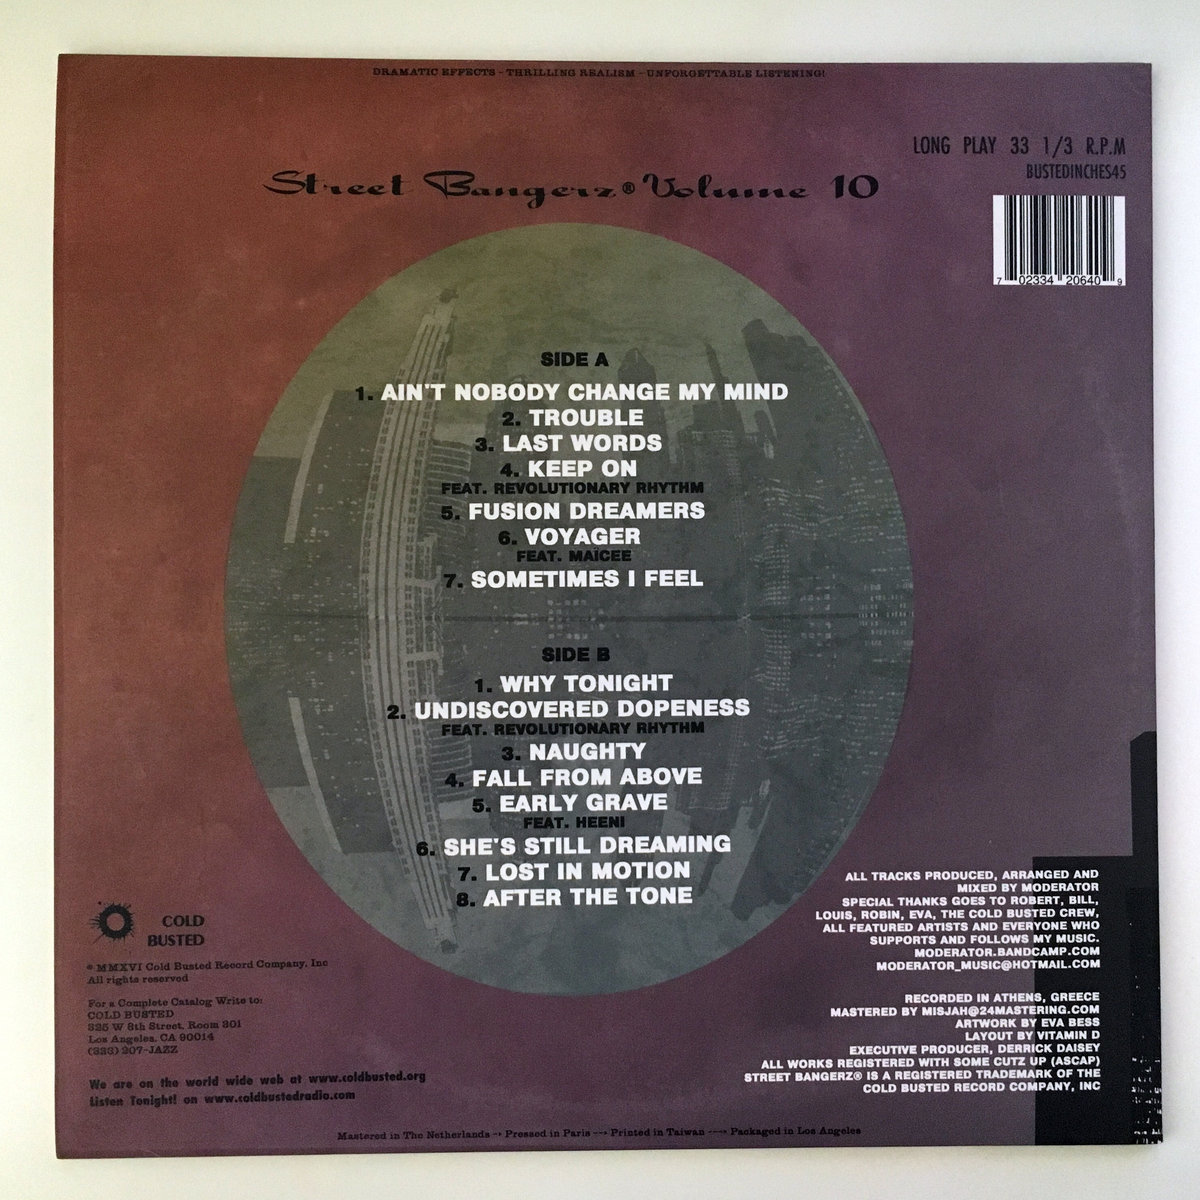 DRAMATIC EFFECTS - THRILLING REALISM - UNFORGETTABLE LISTENING!
LONG PLAY 33 1/3 R.P.M
BUSTEDINCHES45
Street Bangerz® Volume 10
7 02334 20640 9
SIDE A
1. AIN'T NOBODY CHANGE MY MIND
2. TROUBLE
3. LAST WORDS
4. KEEP ON
FEAT. REVOLUTIONARY RHYTHM
5. FUSION DREAMERS
6. VOYAGER
FEAT. MAÏCEE
7. SOMETIMES I FEEL
SIDE B
1. WHY TONIGHT
2. UNDISCOVERED DOPENESS
FEAT. REVOLUTIONARY RHYTHM
3. NAUGHTY
4. FALL FROM ABOVE
5. EARLY GRAVE
FEAT. HEENI
6. SHE'S STILL DREAMING
7. LOST IN MOTION
8. AFTER THE TONE
COLD
BUSTED
℗ MMXVI Cold Busted Record Company, Inc
All rights reserved
For a Complete Catalog Write to:
COLD BUSTED
325 W 8th Street, Room 301
Los Angeles, CA 90014
(323) 207-JAZZ
We are on the world wide web at www.coldbusted.org
Listen Tonight! on www.coldbustedradio.com
ALL TRACKS PRODUCED, ARRANGED AND
MIXED BY MODERATOR
SPECIAL THANKS GOES TO ROBERT, BILL,
LOUIS, ROBIN, EVA, THE COLD BUSTED CREW,
ALL FEATURED ARTISTS AND EVERYONE WHO
SUPPORTS AND FOLLOWS MY MUSIC.
MODERATOR.BANDCAMP.COM
MODERATOR_MUSIC@HOTMAIL.COM
RECORDED IN ATHENS, GREECE
MASTERED BY MISJAH@24MASTERING.COM
ARTWORK BY EVA BESS
LAYOUT BY VITAMIN D
EXECUTIVE PRODUCER, DERRICK DAISEY
ALL WORKS REGISTERED WITH SOME CUTZ UP (ASCAP)
STREET BANGERZ® IS A REGISTERED TRADEMARK OF THE
COLD BUSTED RECORD COMPANY, INC
Mastered in The Netherlands --> Pressed in Paris ---> Printed in Taiwan ---> Packaged in Los Angeles